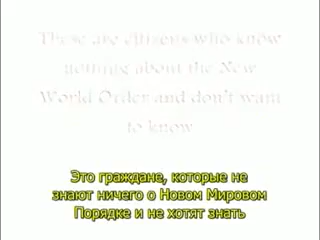 These are citizens who know
nothing about the New
World Order and don't want
to know
Это граждане, которые не
знают ничего о Новом Мировом
Порядке и не хотят знать